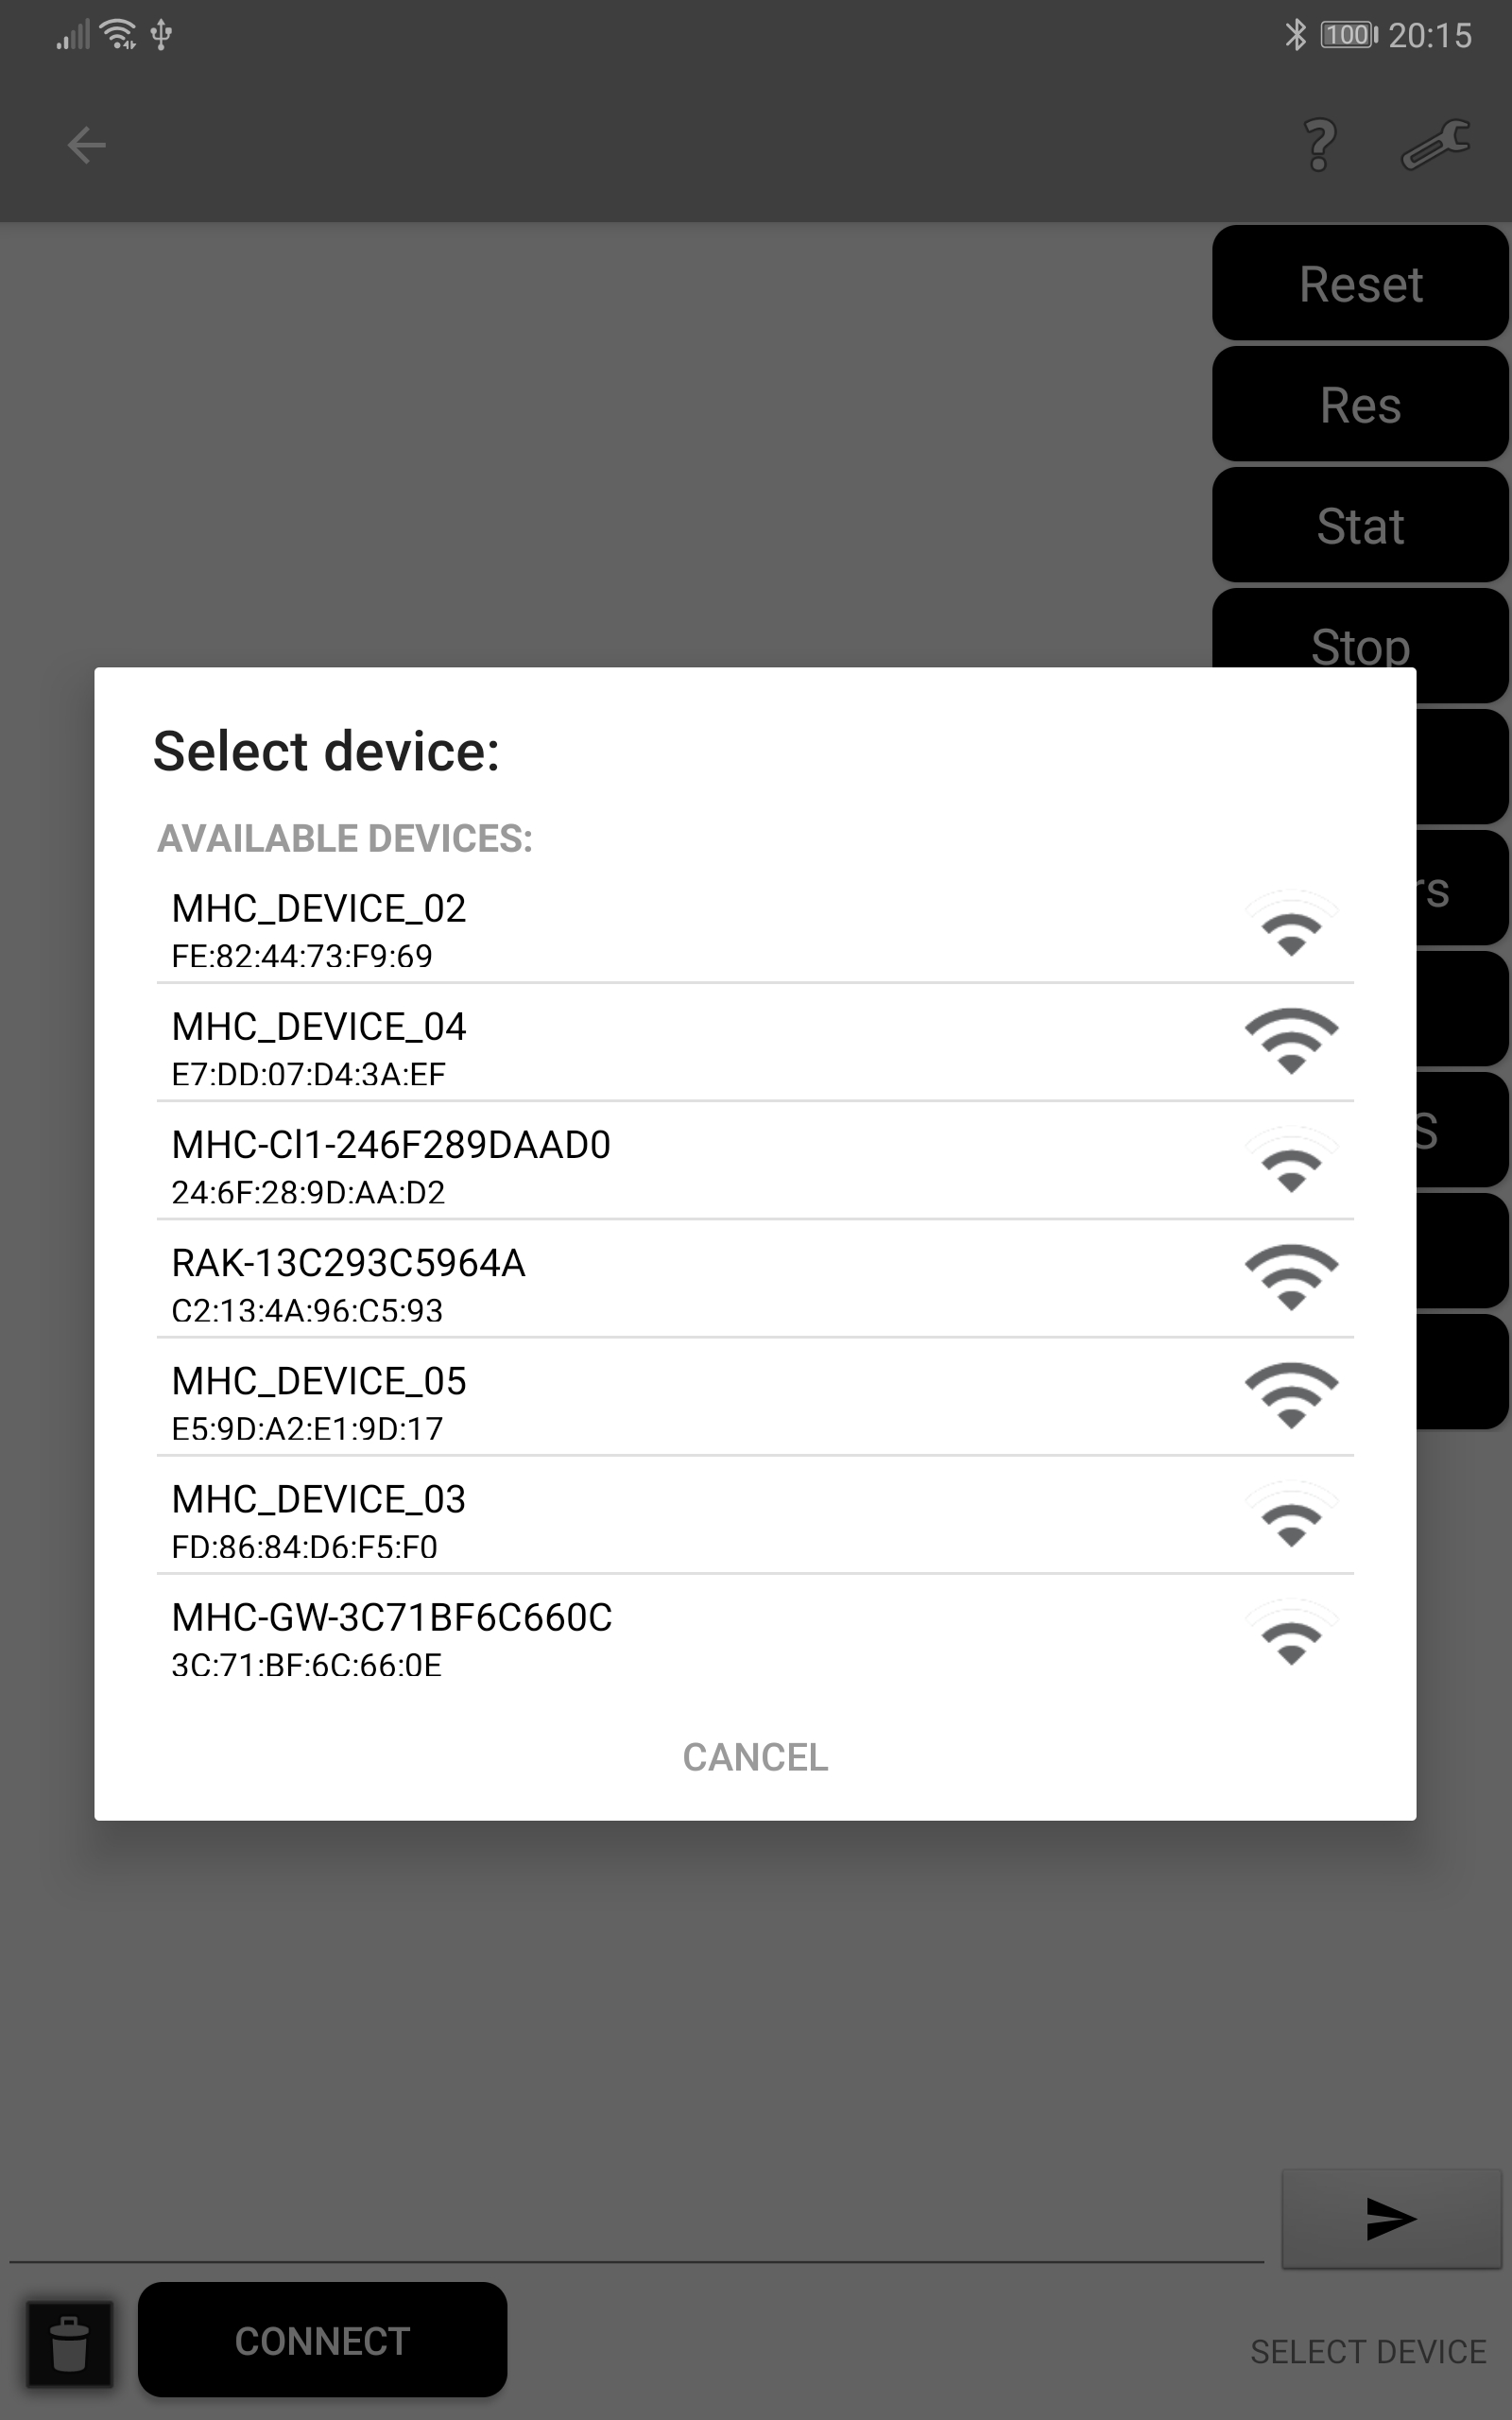 100 20:15
?
Reset
Res
Stat
Stop
Select device:
AVAILABLE DEVICES:
MHC_DEVICE_02
FE:82:44:73:F9:69
rs
MHC_DEVICE_04
E7:DD:07:D4:3A:EF
MHC-Cl1-246F289DAAD0
24:6F:28:9D:AA:D2
S
RAK-13C293C5964A
C2:13:4A:96:C5:93
MHC_DEVICE_05
E5:9D:A2:E1:9D:17
MHC_DEVICE_03
FD:86:84:D6:F5:F0
MHC-GW-3C71BF6C660C
3C:71:BF:6C:66:0E
CANCEL
CONNECT
SELECT DEVICE